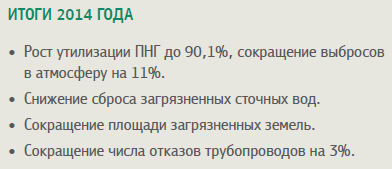 ИТОГИ 2014 ГОДА
• Рост утилизации ПНГ до 90,1%, сокращение выбросов
в атмосферу на 11%.
• Снижение сброса загрязненных сточных вод.
• Сокращение площади загрязненных земель.
• Сокращение числа отказов трубопроводов на 3%.